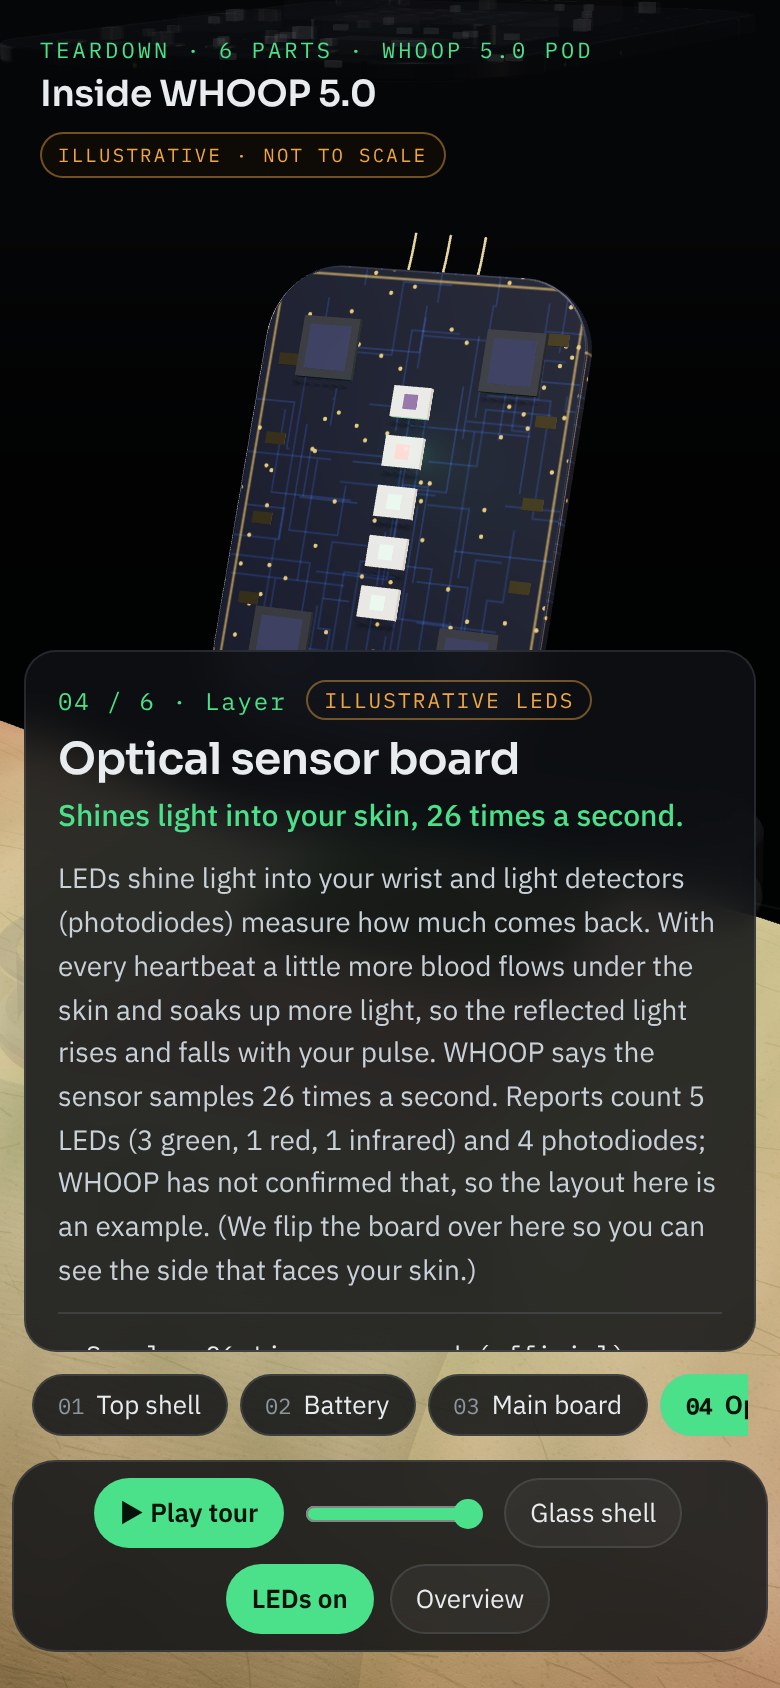 TEARDOWN · 6 PARTS · WHOOP 5.0 POD
Inside WHOOP 5.0
ILLUSTRATIVE · NOT TO SCALE
04 / 6 · Layer
ILLUSTRATIVE LEDS
Optical sensor board
Shines light into your skin, 26 times a second.
LEDs shine light into your wrist and light detectors
(photodiodes) measure how much comes back. With
every heartbeat a little more blood flows under the
skin and soaks up more light, so the reflected light
rises and falls with your pulse. WHOOP says the
sensor samples 26 times a second. Reports count 5
LEDs (3 green, 1 red, 1 infrared) and 4 photodiodes;
WHOOP has not confirmed that, so the layout here is
an example. (We flip the board over here so you can
see the side that faces your skin.)
01 Top shell
02 Battery
03 Main board
04
▶ Play tour
Glass shell
LEDs on
Overview